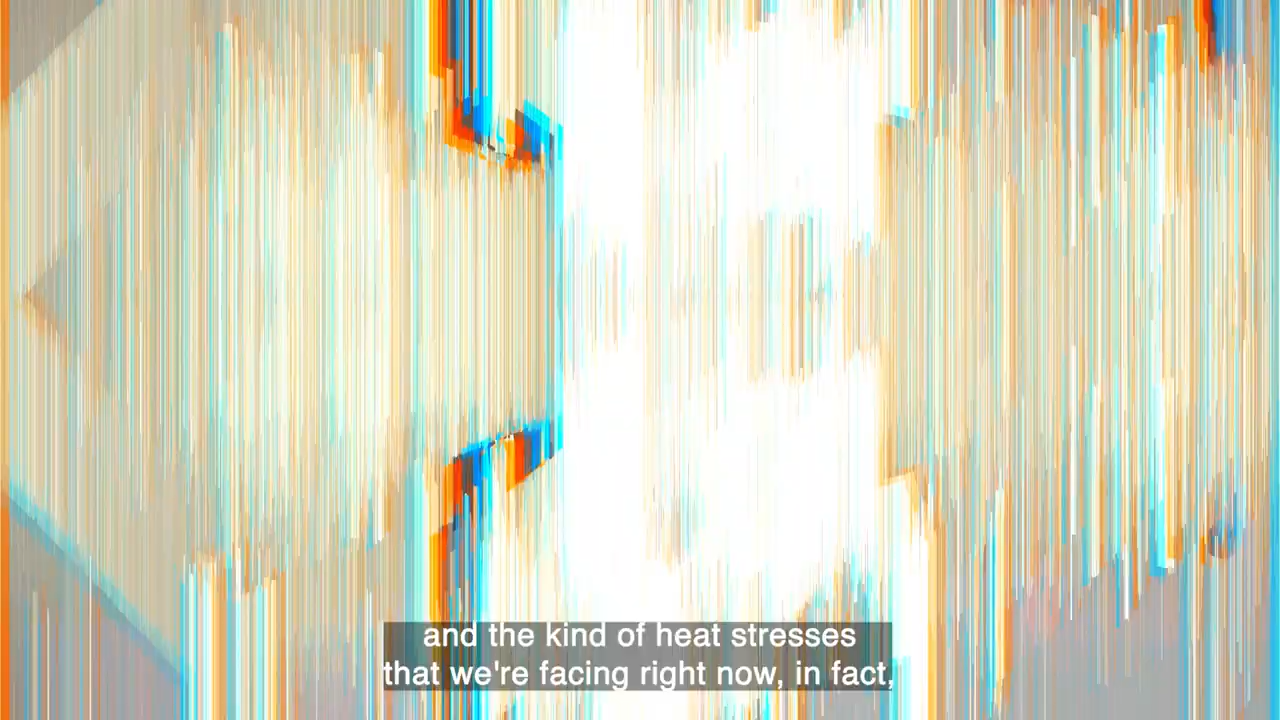 and the kind of heat stresses
that we're facing right now, in fact,